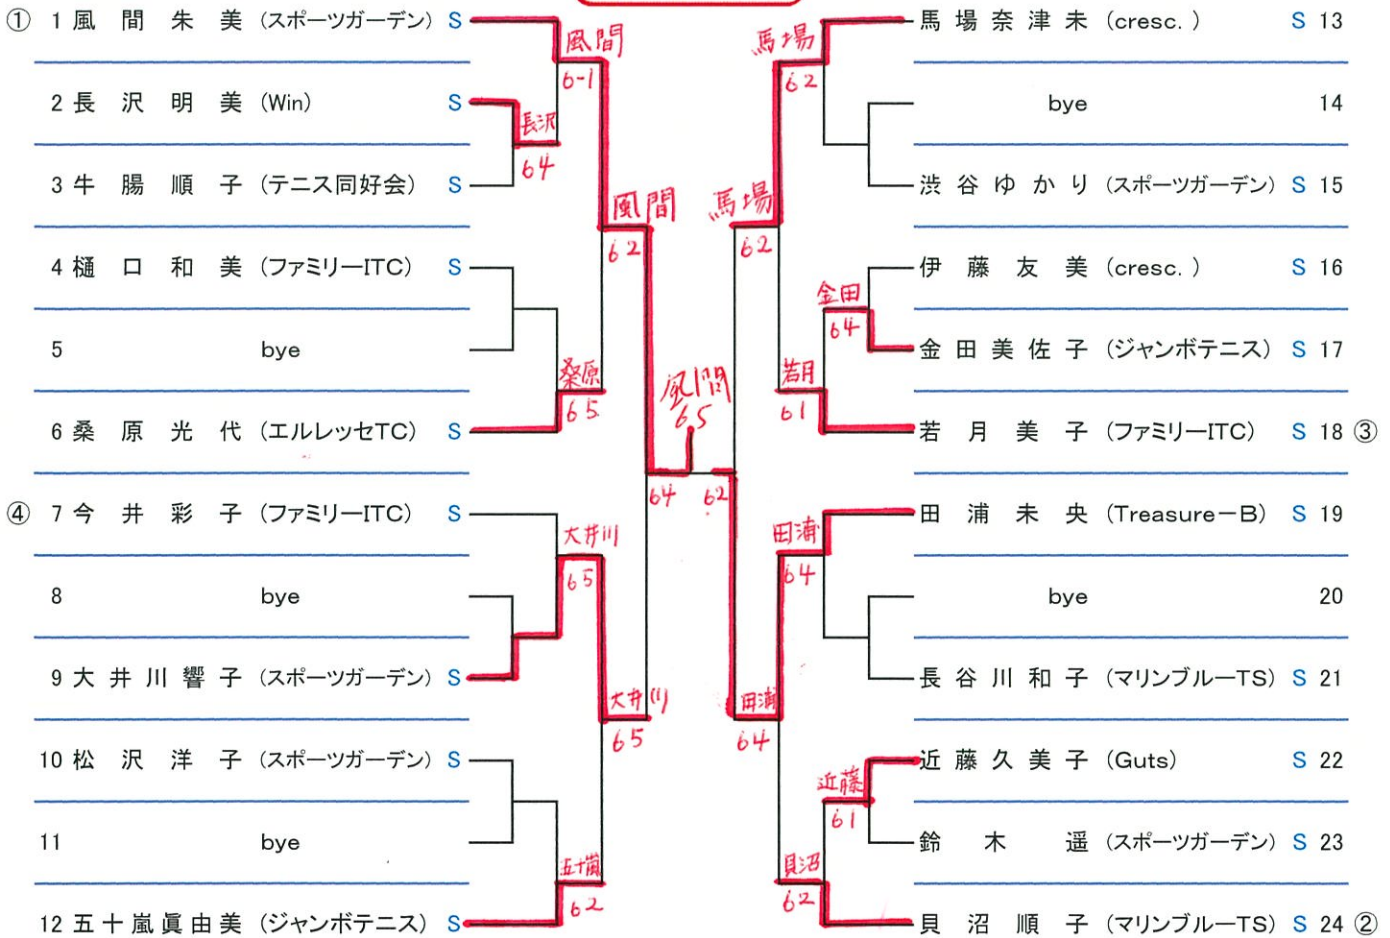 ① 1 風間朱美 (スポーツガーデン) S
風間
6-1
2 長沢明美 (Win) S
長沢
64
3 牛腸順子 (テニス同好会) S
風間
62
4 樋口和美 (ファミリーITC) S
5 bye
桑原
65
6 桑原光代 (エルレッセTC) S
風間
65
64
62
④ 7 今井彩子 (ファミリーITC) S
大井川
65
8 bye
9 大井川響子 (スポーツガーデン) S
大井川
65
10 松沢洋子 (スポーツガーデン) S
11 bye
五十嵐
62
12 五十嵐眞由美 (ジャンボテニス) S
馬場奈津未 (cresc. ) S 13
馬場
62
bye 14
渋谷ゆかり (スポーツガーデン) S 15
馬場
62
伊藤友美 (cresc. ) S 16
金田
64
金田美佐子 (ジャンボテニス) S 17
若月
61
若月美子 (ファミリーITC) S 18 ③
田浦未央 (Treasure-B) S 19
田浦
64
bye 20
長谷川和子 (マリンブルーTS) S 21
田浦
64
近藤久美子 (Guts) S 22
近藤
61
鈴木遥 (スポーツガーデン) S 23
貝沼
62
貝沼順子 (マリンブルーTS) S 24 ②